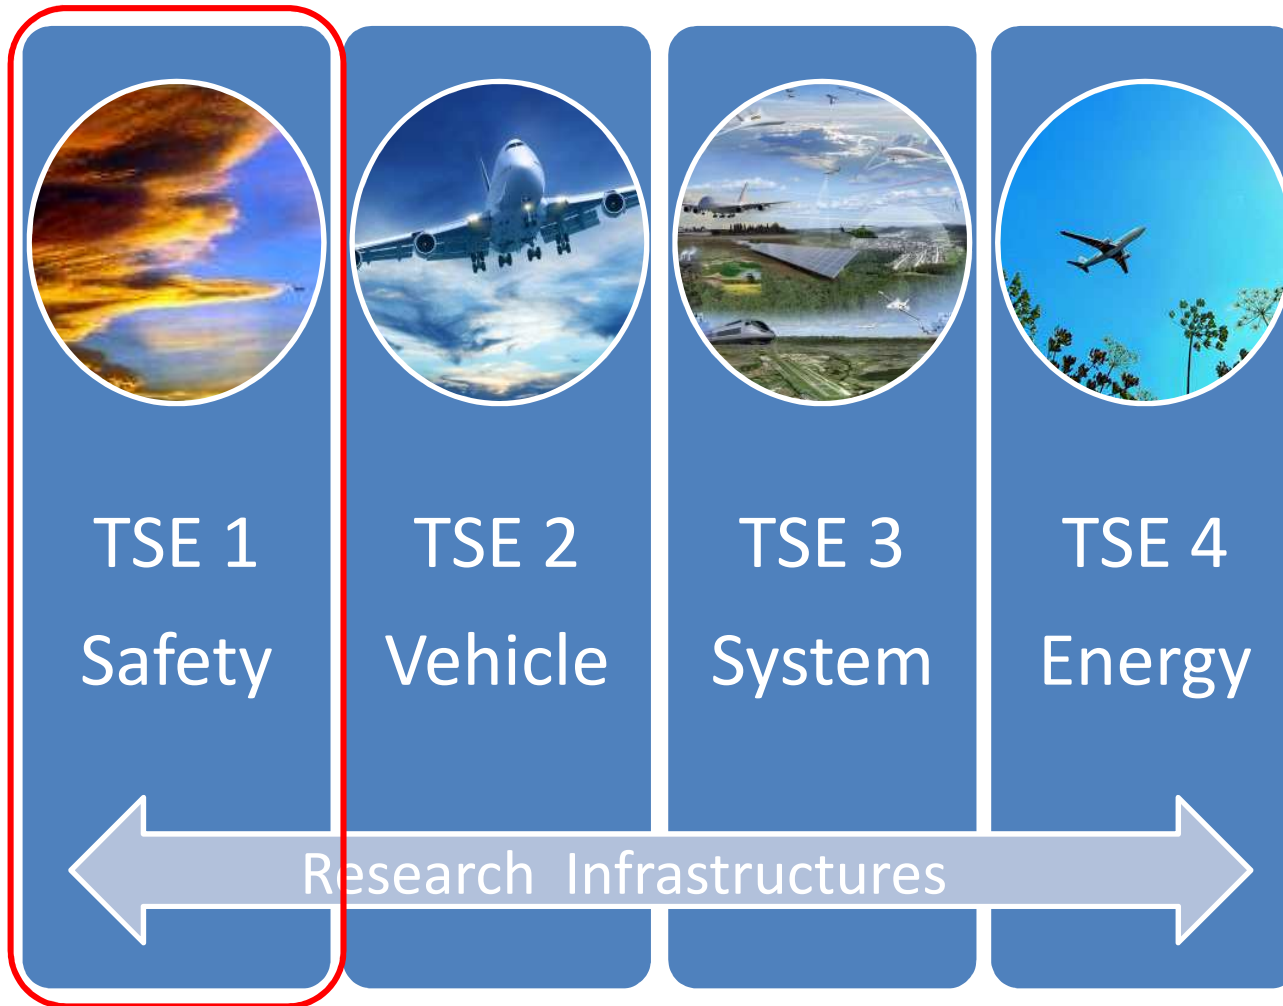 TSE 1
Safety
TSE 2
Vehicle
TSE 3
System
TSE 4
Energy
Research Infrastructures